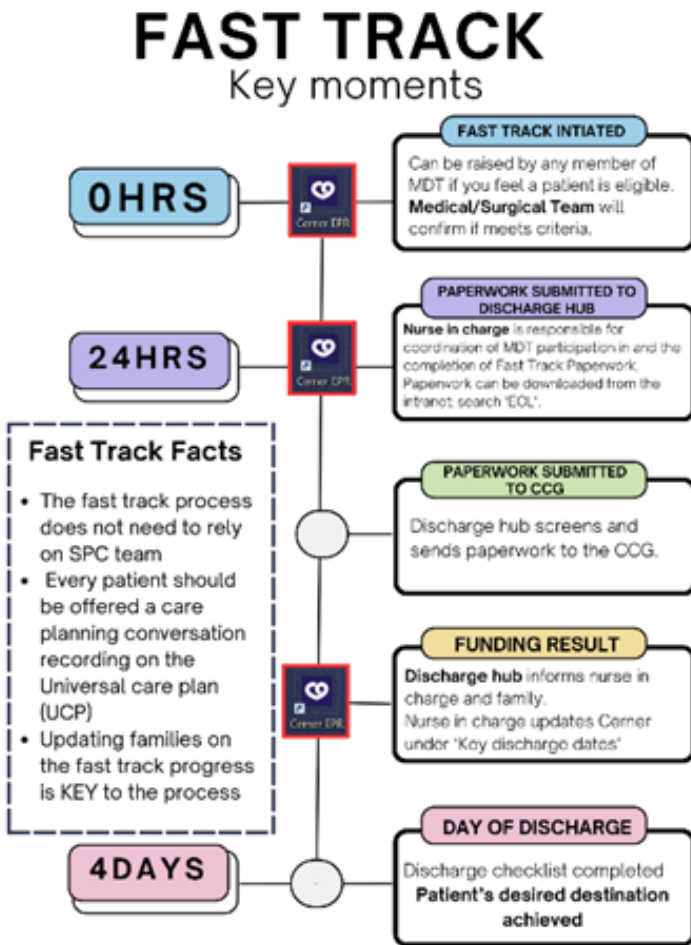 FAST TRACK
Key moments
0HRS
Cerner EPR
FAST TRACK INTIATED
Can be raised by any member of
MDT if you feel a patient is eligible.
Medical/Surgical Team will
confirm if meets criteria.
24HRS
Cerner EPR
PAPERWORK SUBMITTED TO
DISCHARGE HUB
Nurse in charge is responsible for
coordination of MDT participation in and the
completion of Fast Track Paperwork.
Paperwork can be downloaded from the
intranet; search 'EOL'.
Fast Track Facts
• The fast track process
does not need to rely
on SPC team
• Every patient should
be offered a care
planning conversation
recording on the
Universal care plan
(UCP)
• Updating families on
the fast track progress
is KEY to the process
PAPERWORK SUBMITTED
TO CCG
Discharge hub screens and
sends paperwork to the CCG.
Cerner EPR
FUNDING RESULT
Discharge hub informs nurse in
charge and family.
Nurse in charge updates Cerner
under 'Key discharge dates'
4DAYS
DAY OF DISCHARGE
Discharge checklist completed
Patient's desired destination
achieved